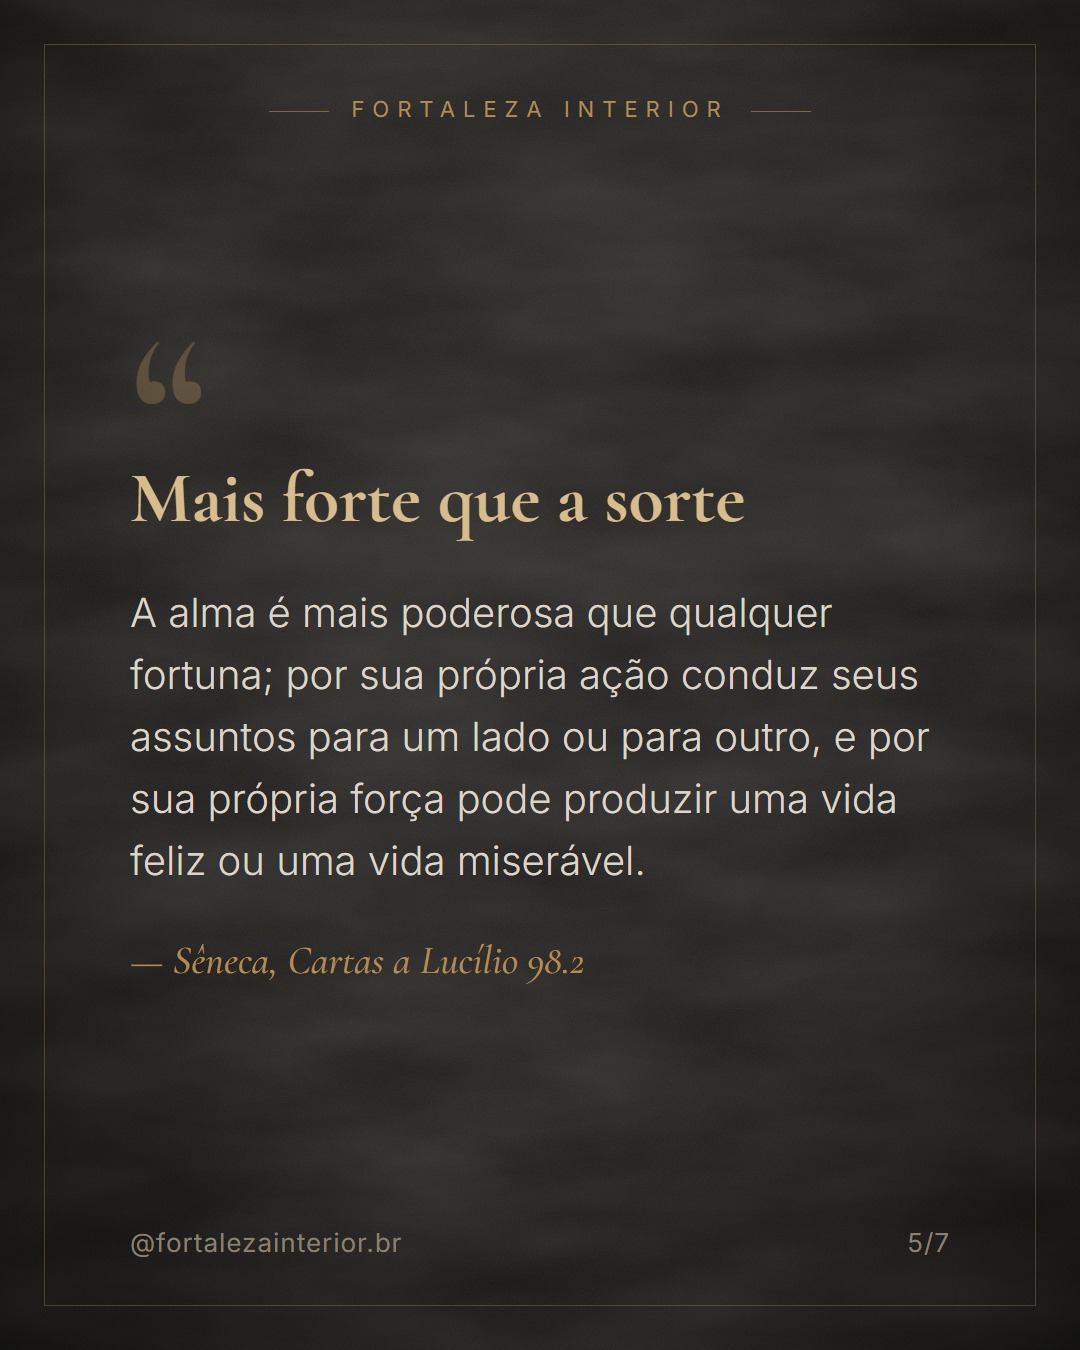 FORTALEZA INTERIOR
“
Mais forte que a sorte
A alma é mais poderosa que qualquer
fortuna; por sua própria ação conduz seus
assuntos para um lado ou para outro, e por
sua própria força pode produzir uma vida
feliz ou uma vida miserável.
— Sêneca, Cartas a Lucílio 98.2
@fortalezainterior.br
5/7